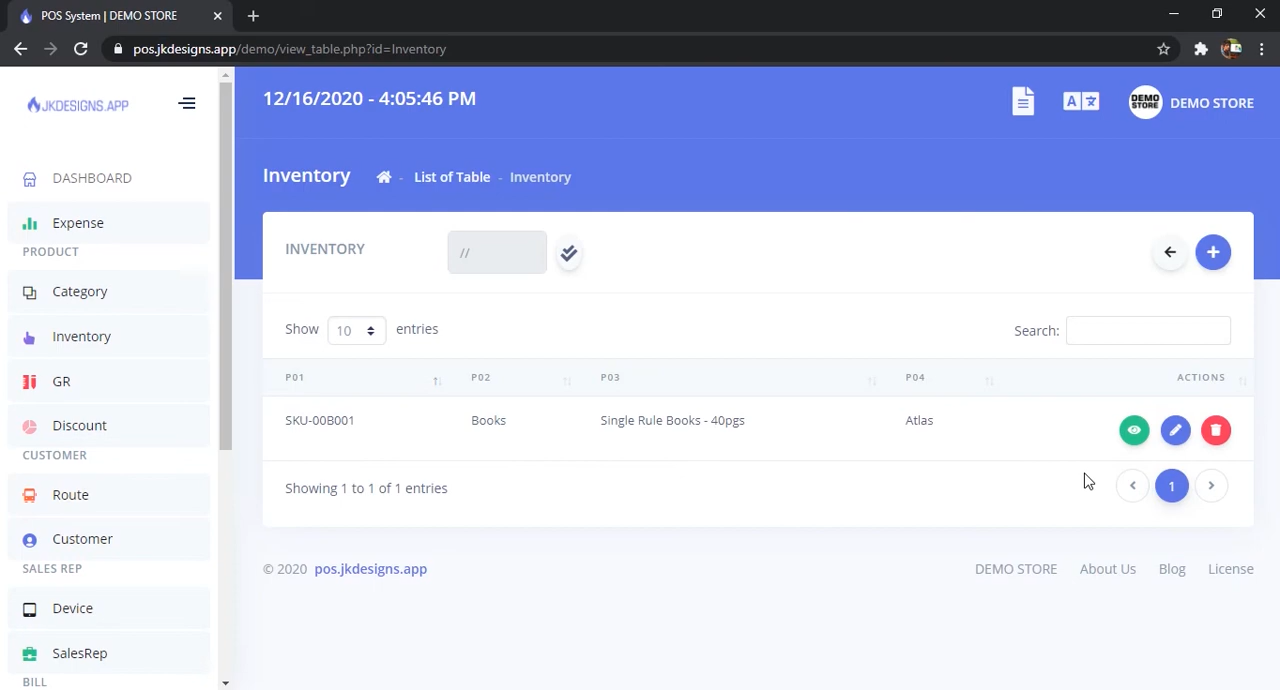 POS System | DEMO STORE
pos.jkdesigns.app/demo/view_table.php?id=Inventory
JKDESIGNS.APP
12/16/2020 - 4:05:46 PM
A
DEMO STORE
DEMO STORE
DASHBOARD
Expense
PRODUCT
Category
Inventory
GR
Discount
CUSTOMER
Route
Customer
SALES REP
Device
SalesRep
BILL
Inventory - List of Table - Inventory
INVENTORY //
Show 10 entries Search:
P01 P02 P03 P04 ACTIONS
SKU-00B001 Books Single Rule Books - 40pgs Atlas
Showing 1 to 1 of 1 entries 1
© 2020 pos.jkdesigns.app DEMO STORE About Us Blog License